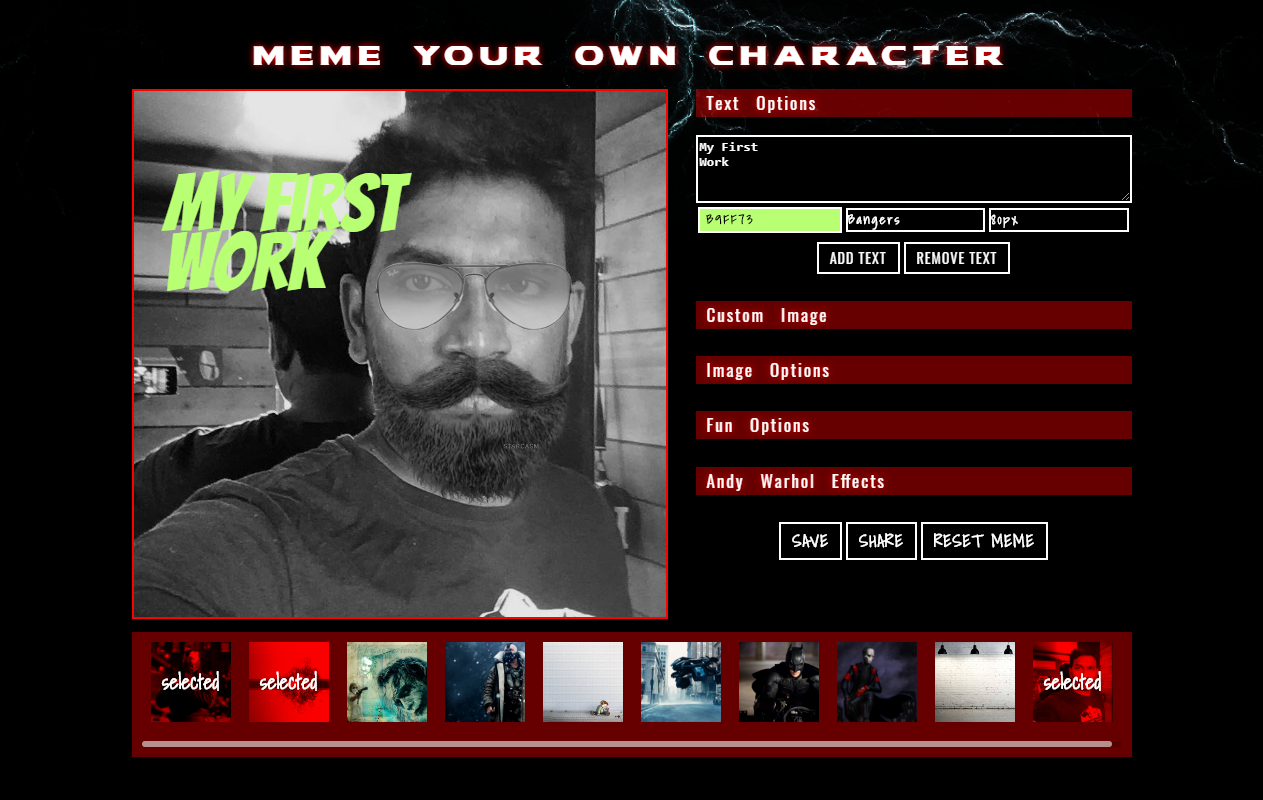 MEME YOUR OWN CHARACTER
MY FIRST
WORK
STARCALM
Text Options
My First
Work
B9FF73
Bangers
80px
ADD TEXT
REMOVE TEXT
Custom Image
Image Options
Fun Options
Andy Warhol Effects
SAVE
SHARE
RESET MEME
selected
selected
selected